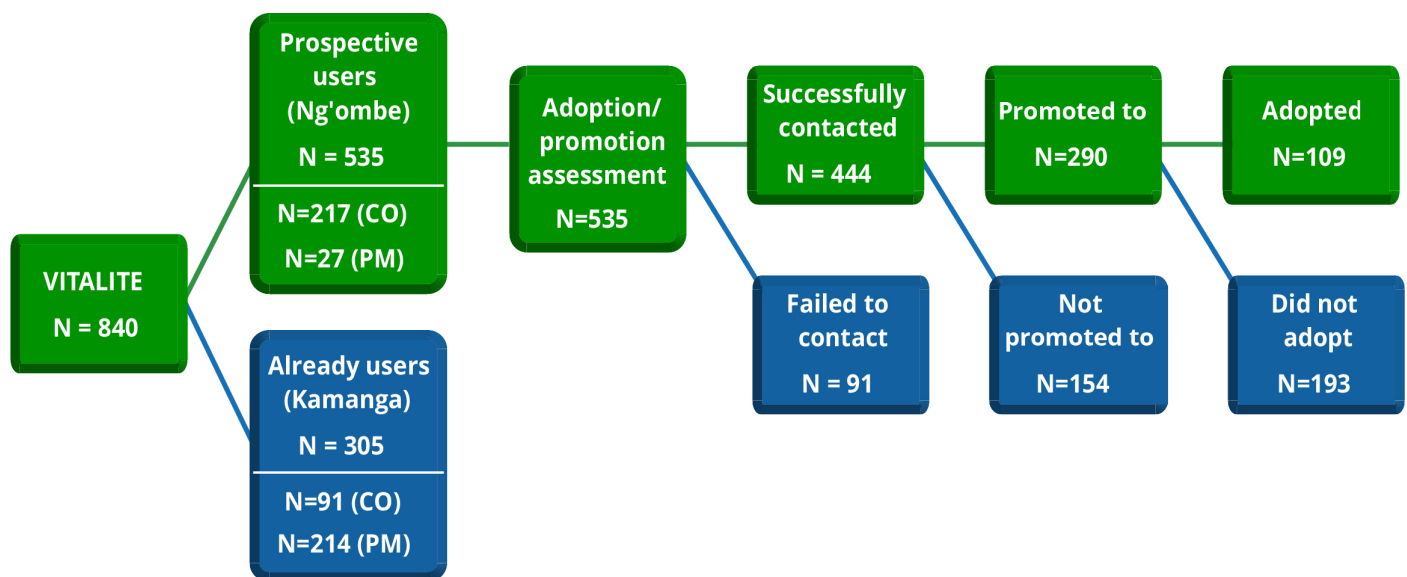 VITALITE
N = 840
Prospective
users
(Ng'ombe)
N = 535
N=217 (CO)
N=27 (PM)
Already users
(Kamanga)
N = 305
N=91 (CO)
N=214 (PM)
Adoption/
promotion
assessment
N=535
Successfully
contacted
N = 444
Failed to
contact
N = 91
Promoted to
N=290
Not
promoted to
N=154
Adopted
N=109
Did not
adopt
N=193